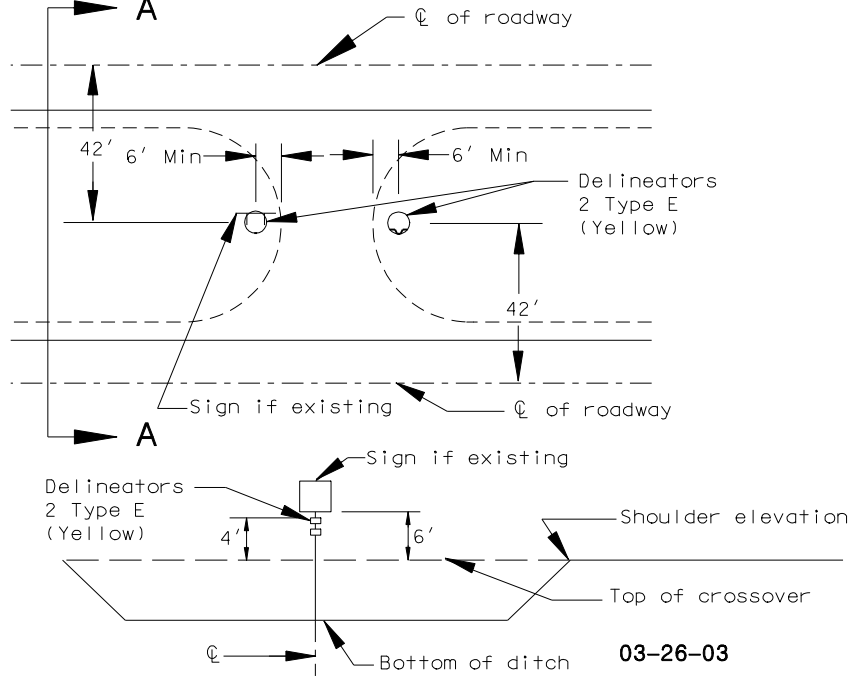 A
℄ of roadway
42'
6' Min
6' Min
Delineators
2 Type E
(Yellow)
42'
Sign if existing
℄ of roadway
A
Sign if existing
Delineators
2 Type E
(Yellow)
4'
6'
Shoulder elevation
Top of crossover
℄
Bottom of ditch
03-26-03